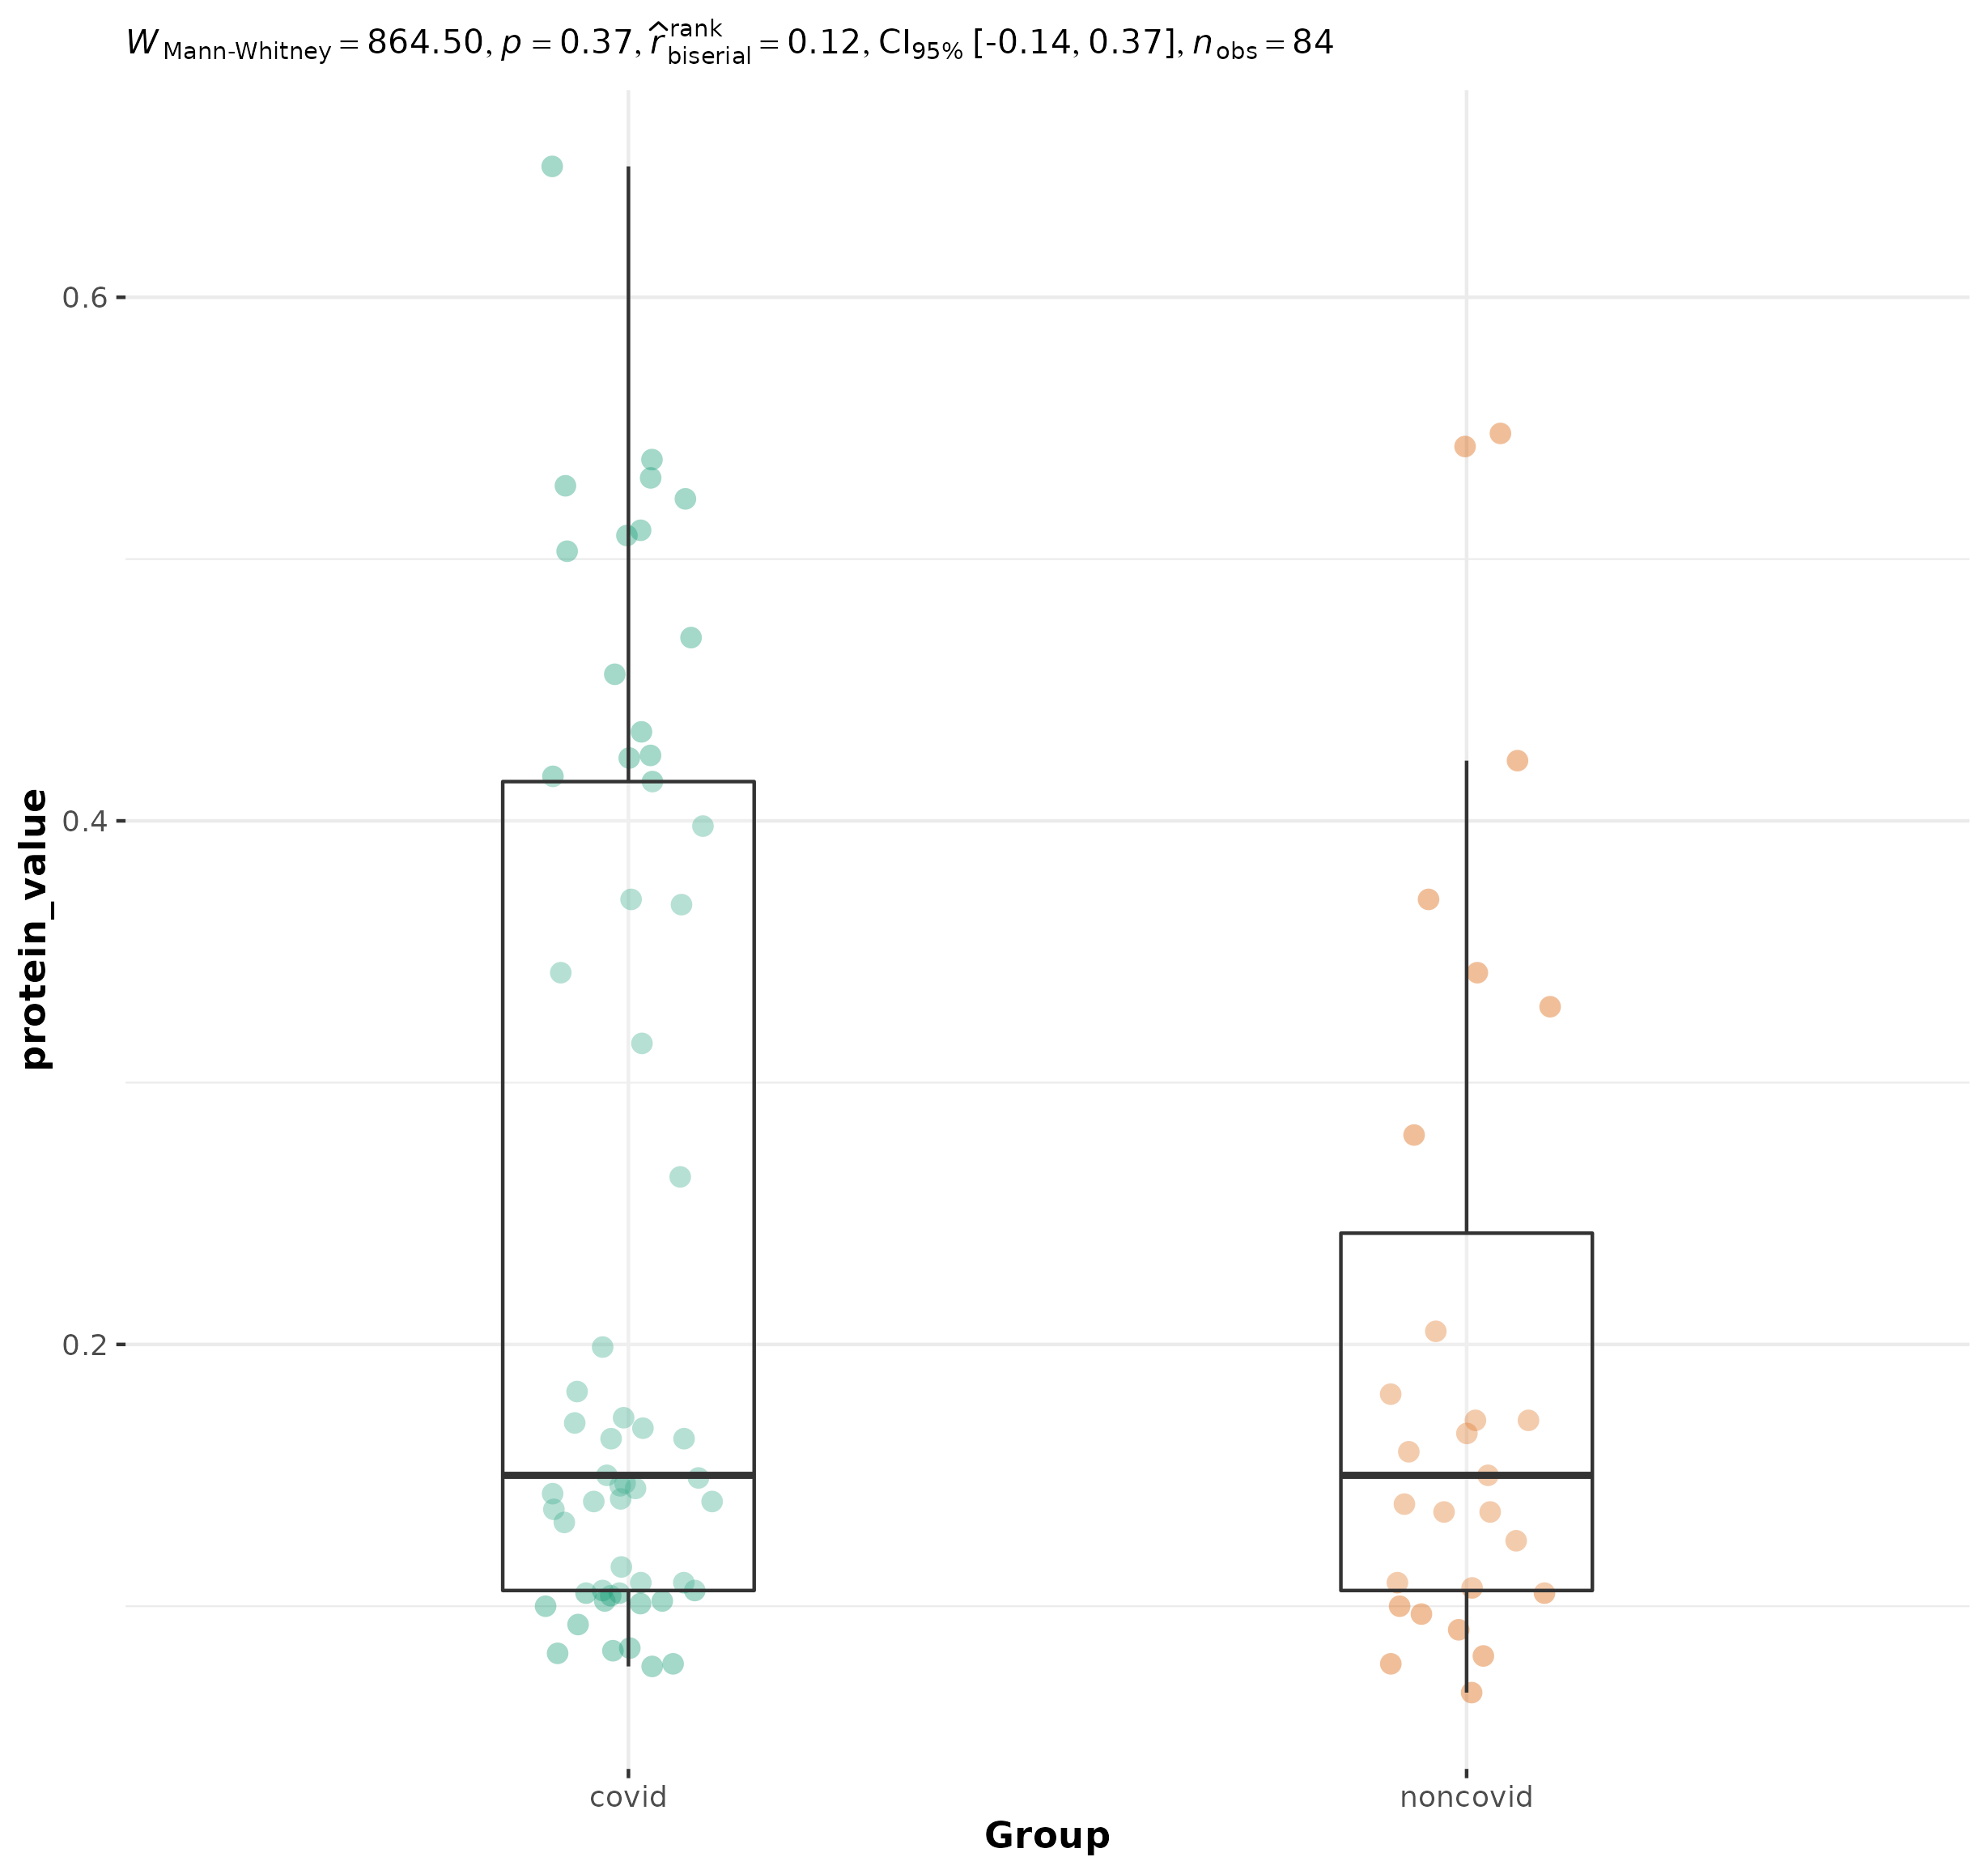 W Mann-Whitney = 864.50, p = 0.37, r̂ rank biserial = 0.12, CI95% [-0.14, 0.37], n obs = 84
0.6
0.4
0.2
protein_value
covid noncovid
Group